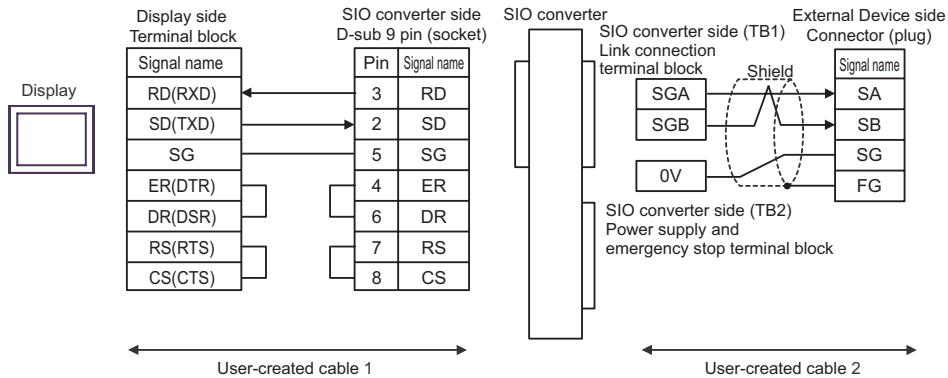 Display side
Terminal block
SIO converter side
D-sub 9 pin (socket)
SIO converter
SIO converter side (TB1)
Link connection
terminal block
External Device side
Connector (plug)
Display
Signal name
RD(RXD)
SD(TXD)
SG
ER(DTR)
DR(DSR)
RS(RTS)
CS(CTS)
Pin Signal name
3 RD
2 SD
5 SG
4 ER
6 DR
7 RS
8 CS
Shield
SGA
SGB
0V
Signal name
SA
SB
SG
FG
SIO converter side (TB2)
Power supply and
emergency stop terminal block
User-created cable 1
User-created cable 2